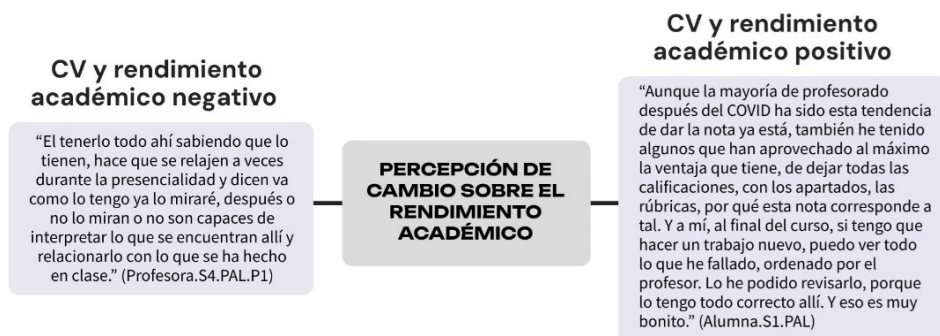 CV y rendimiento
académico negativo
“El tenerlo todo ahí sabiendo que lo
tienen, hace que se relajen a veces
durante la presencialidad y dicen va
como lo tengo ya lo miraré, después o
no lo miran o no son capaces de
interpretar lo que se encuentran allí y
relacionarlo con lo que se ha hecho
en clase.” (Profesora.S4.PAL.P1)
PERCEPCIÓN DE
CAMBIO SOBRE EL
RENDIMIENTO
ACADÉMICO
CV y rendimiento
académico positivo
“Aunque la mayoría de profesorado
después del COVID ha sido esta tendencia
de dar la nota ya está, también he tenido
algunos que han aprovechado al máximo
la ventaja que tiene, de dejar todas las
calificaciones, con los apartados, las
rúbricas, por qué esta nota corresponde a
tal. Y a mí, al final del curso, si tengo que
hacer un trabajo nuevo, puedo ver todo
lo que he fallado, ordenado por el
profesor. Lo he podido revisarlo, porque
lo tengo todo correcto allí. Y eso es muy
bonito.” (Alumna.S1.PAL)